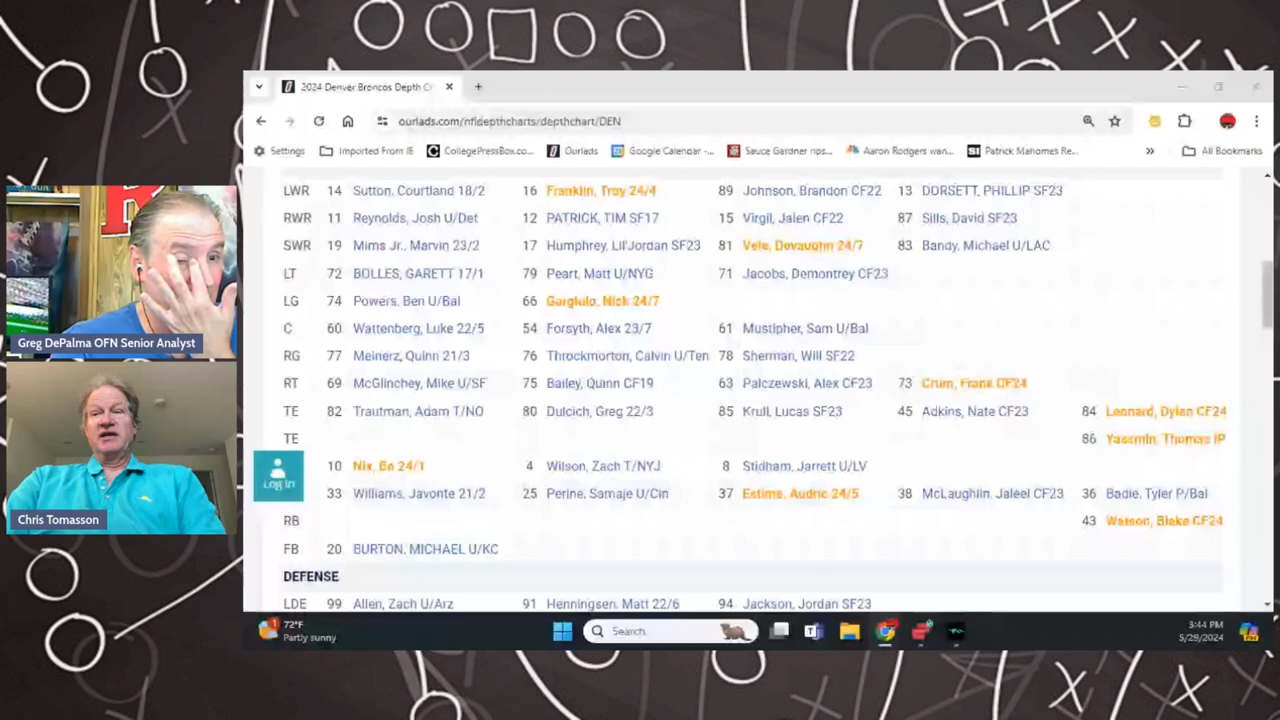 2024 Denver Broncos Depth C
ourlads.com/nfldepthcharts/depthchart/DEN
Settings Imported From IE CollegePressBox.co... Ourlads Google Calendar -... Sauce Gardner rips... Aaron Rodgers wan... SI Patrick Mahomes Re... » All Bookmarks
LWR 14 Sutton, Courtland 18/2 16 Franklin, Troy 24/4 89 Johnson, Brandon CF22 13 DORSETT, PHILLIP SF23
RWR 11 Reynolds, Josh U/Det 12 PATRICK, TIM SF17 15 Virgil, Jalen CF22 87 Sills, David SF23
SWR 19 Mims Jr., Marvin 23/2 17 Humphrey, Lil'Jordan SF23 81 Vele, Devaughn 24/7 83 Bandy, Michael U/LAC
LT 72 BOLLES, GARETT 17/1 79 Peart, Matt U/NYG 71 Jacobs, Demontrey CF23
LG 74 Powers, Ben U/Bal 66 Gargiulo, Nick 24/7
C 60 Wattenberg, Luke 22/5 54 Forsyth, Alex 23/7 61 Mustipher, Sam U/Bal
RG 77 Meinerz, Quinn 21/3 76 Throckmorton, Calvin U/Ten 78 Sherman, Will SF22
RT 69 McGlinchey, Mike U/SF 75 Bailey, Quinn CF19 63 Palczewski, Alex CF23 73 Crum, Frank CF24
TE 82 Trautman, Adam T/NO 80 Dulcich, Greg 22/3 85 Krull, Lucas SF23 45 Adkins, Nate CF23 84 Leonard, Dylan CF24
TE 86 Yassmin, Thomas IP
Log In 10 Nix, Bo 24/1 4 Wilson, Zach T/NYJ 8 Stidham, Jarrett U/LV
33 Williams, Javonte 21/2 25 Perine, Samaje U/Cin 37 Estime, Audric 24/5 38 McLaughlin, Jaleel CF23 36 Badie, Tyler P/Bal
RB 43 Watson, Blake CF24
FB 20 BURTON, MICHAEL U/KC
DEFENSE
LDE 99 Allen, Zach U/Arz 91 Henningsen, Matt 22/6 94 Jackson, Jordan SF23
72°F
Partly sunny
Search
3:44 PM
5/29/2024
R
Greg DePalma OFN Senior Analyst
Chris Tomasson